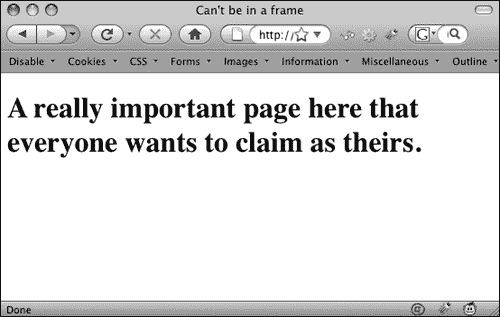 Can't be in a frame
http://
Disable Cookies CSS Forms Images Information Miscellaneous Outline
A really important page here that
everyone wants to claim as theirs.
Done